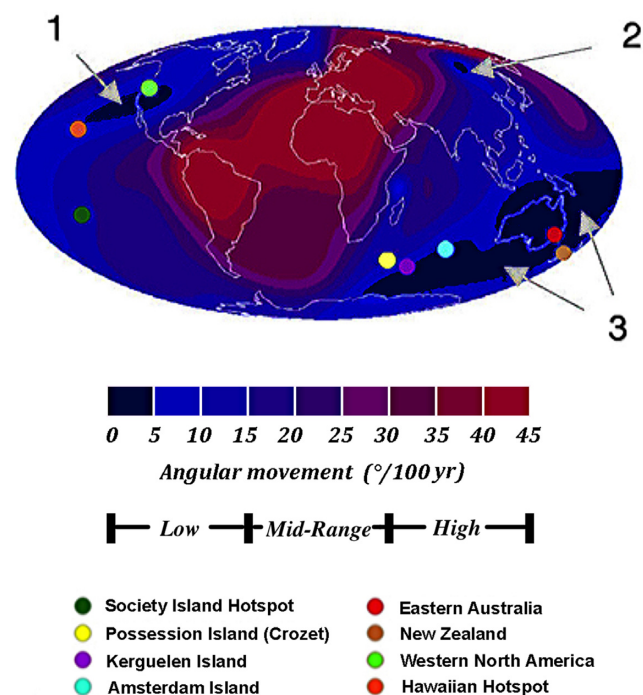 1
2
3
0 5 10 15 20 25 30 35 40 45
Angular movement (°/100 yr)
Low Mid-Range High
Society Island Hotspot
Possession Island (Crozet)
Kerguelen Island
Amsterdam Island
Eastern Australia
New Zealand
Western North America
Hawaiian Hotspot